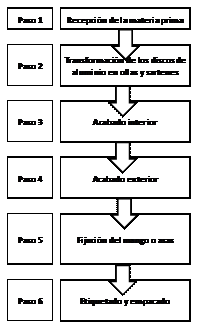 Paso 1
Recepción de la materia prima
Paso 2
Transformación de los discos de
aluminio en ollas y sartenes
Paso 3
Acabado interior
Paso 4
Acabado exterior
Paso 5
Fijación del mango o asas
Paso 6
Etiquetado y empacado